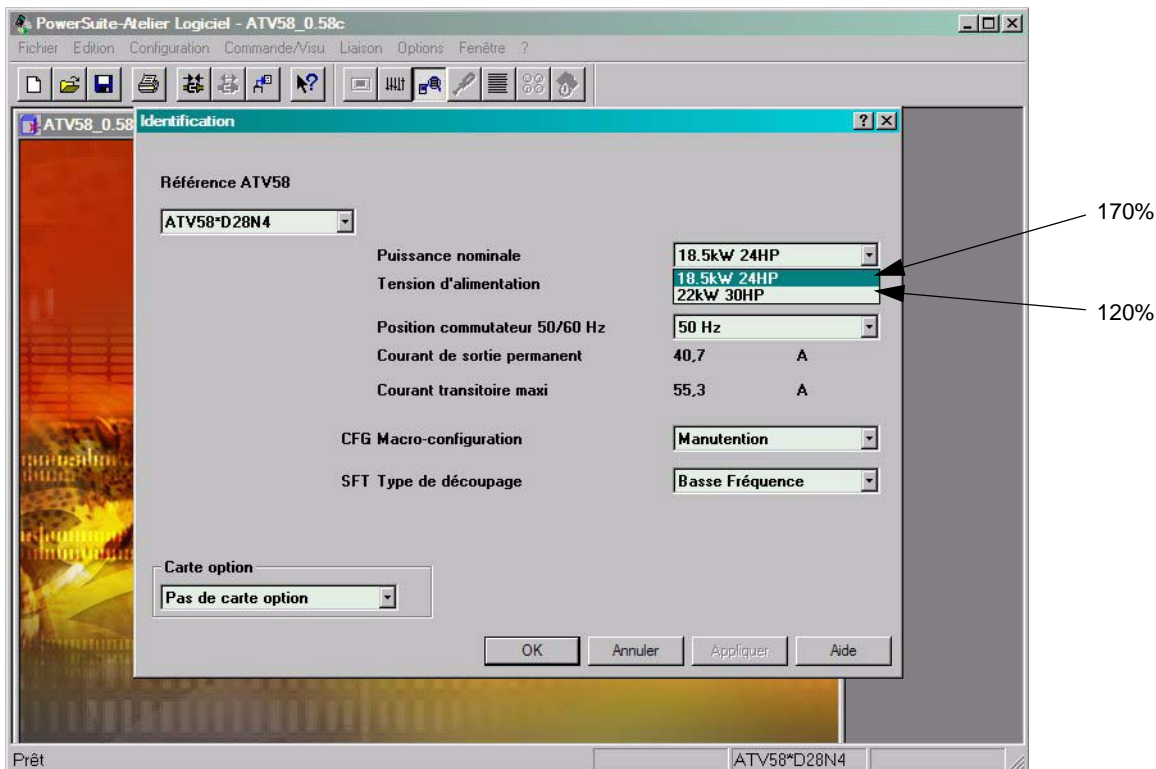 PowerSuite-Atelier Logiciel - ATV58_0.58c
Fichier Edition Configuration Commande/Visu Liaison Options Fenêtre ?
ATV58_0.58
Identification
Référence ATV58
ATV58*D28N4
170%
Puissance nominale 18.5kW 24HP
18.5kW 24HP
Tension d'alimentation
22kW 30HP
120%
Position commutateur 50/60 Hz 50 Hz
Courant de sortie permanent 40,7 A
Courant transitoire maxi 55,3 A
CFG Macro-configuration Manutention
SFT Type de découpage Basse Fréquence
Carte option
Pas de carte option
OK Annuler Appliquer Aide
Prêt ATV58*D28N4